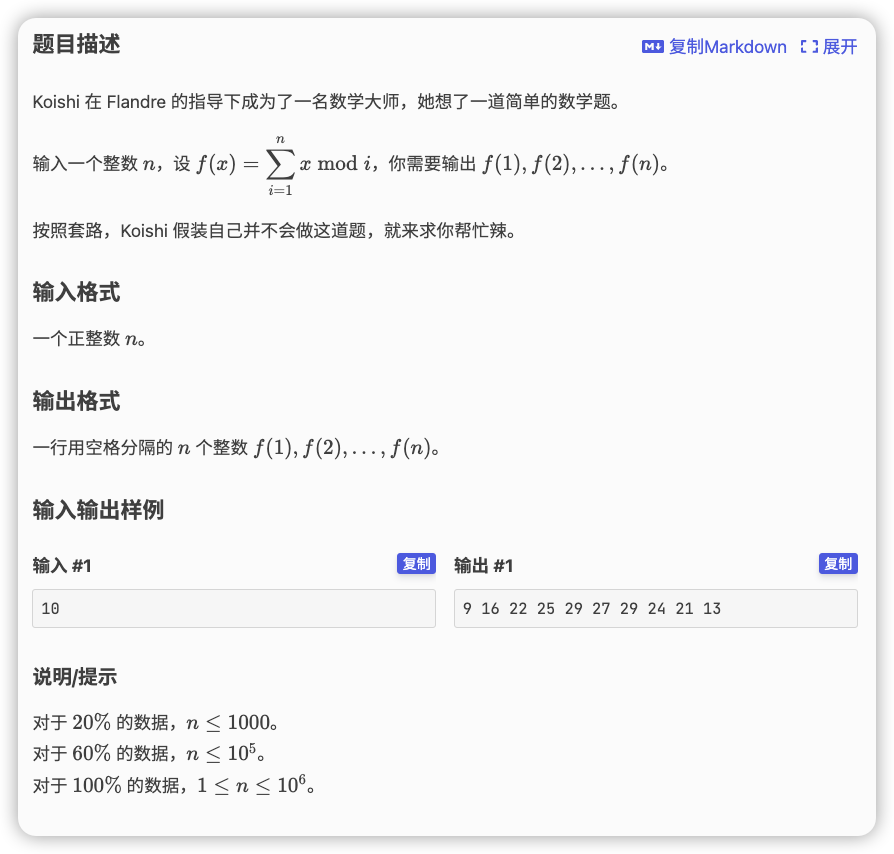 题目描述
复制Markdown 展开
Koishi 在 Flandre 的指导下成为了一名数学大师，她想了一道简单的数学题。
输入一个整数 n，设 f(x) = \sum_{i=1}^{n} x mod i，你需要输出 f(1), f(2), …, f(n)。
按照套路，Koishi 假装自己并不会做这道题，就来求你帮忙辣。
输入格式
一个正整数 n。
输出格式
一行用空格分隔的 n 个整数 f(1), f(2), …, f(n)。
输入输出样例
输入 #1 复制
10
输出 #1 复制
9 16 22 25 29 27 29 24 21 13
说明/提示
对于 20% 的数据，n ≤ 1000。
对于 60% 的数据，n ≤ 10^5。
对于 100% 的数据，1 ≤ n ≤ 10^6。